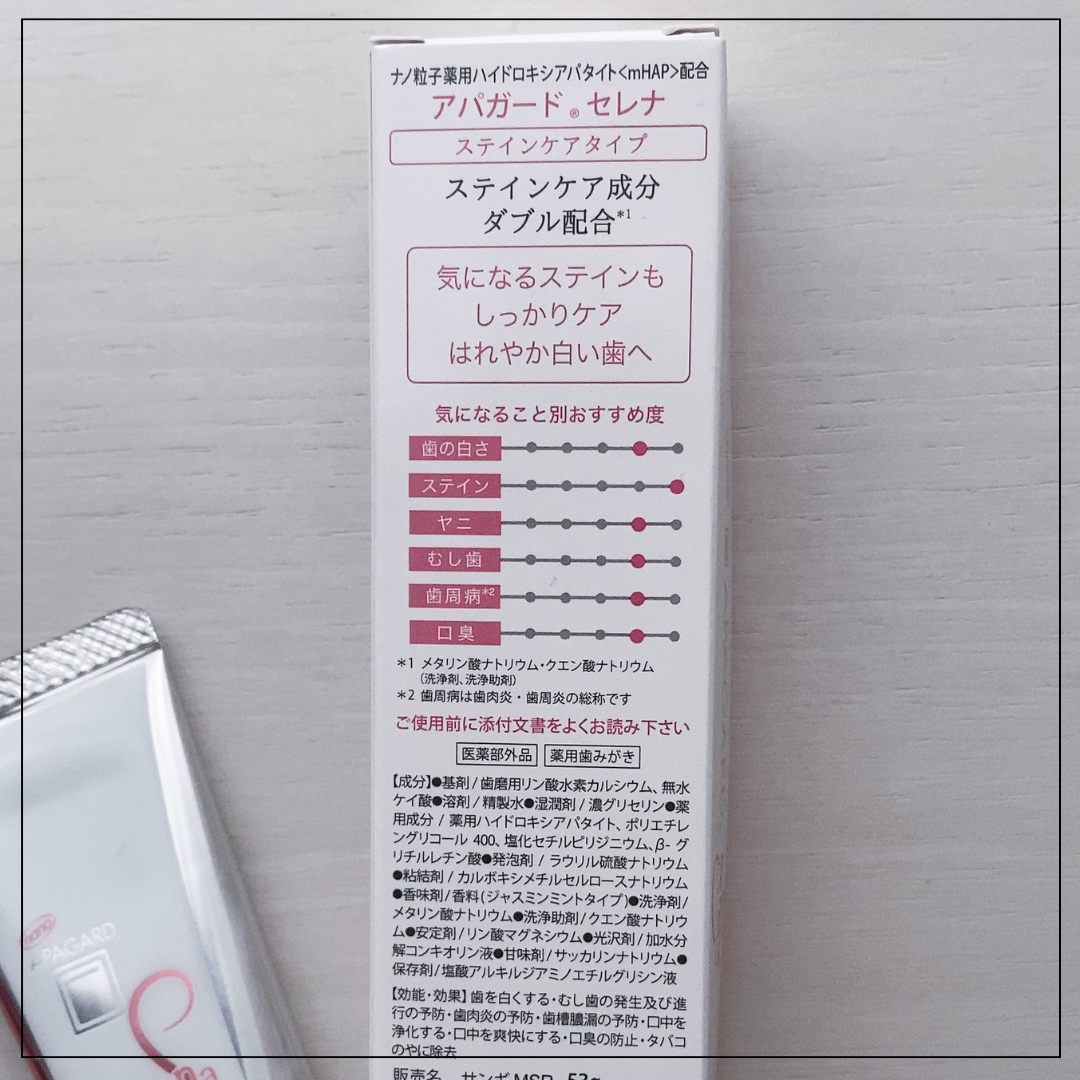 ナノ粒子薬用ハイドロキシアパタイト<mHAP>配合
アパガード®セレナ
ステインケアタイプ
ステインケア成分
ダブル配合*1
気になるステインも
しっかりケア
はれやか白い歯へ
気になること別おすすめ度
歯の白さ
ステイン
ヤニ
むし歯
歯周病*2
口臭
*1 メタリン酸ナトリウム・クエン酸ナトリウム
(洗浄剤、洗浄助剤)
*2 歯周病は歯肉炎・歯周炎の総称です
ご使用前に添付文書をよくお読み下さい
医薬部外品 薬用歯みがき
【成分】●基剤/歯磨用リン酸水素カルシウム、無水
ケイ酸●溶剤/精製水●湿潤剤/濃グリセリン●薬
用成分/薬用ハイドロキシアパタイト、ポリエチレ
ングリコール 400、塩化セチルピリジニウム、β-グ
リチルレチン酸●発泡剤/ラウリル硫酸ナトリウム
●粘結剤/カルボキシメチルセルロースナトリウム
●香味剤/香料(ジャスミンミントタイプ)●洗浄剤/
メタリン酸ナトリウム●洗浄助剤/クエン酸ナトリウ
ム●安定剤/リン酸マグネシウム●光沢剤/加水分
解コンキオリン液●甘味剤/サッカリンナトリウム●
保存剤/塩酸アルキルジアミノエチルグリシン液
【効能・効果】歯を白くする・むし歯の発生及び進
行の予防・歯肉炎の予防・歯槽膿漏の予防・口中を
浄化する・口中を爽快にする・口臭の防止・タバコ
のやに除去
販売名 サンギMSR 53g
nano
APAGARD